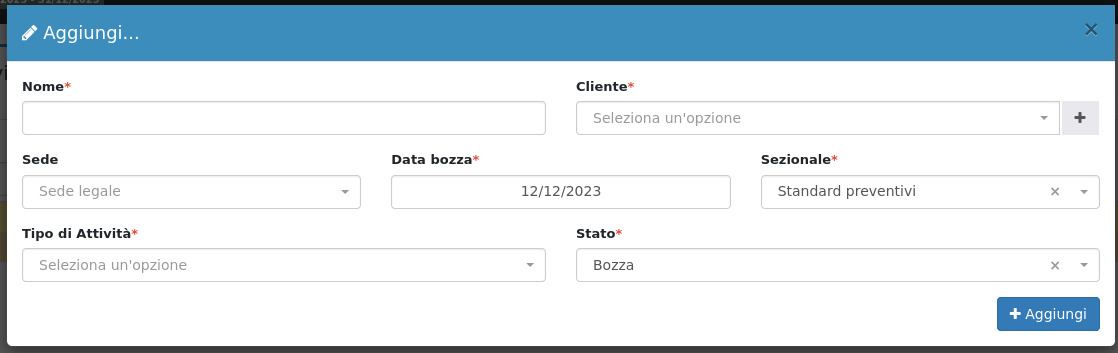 Aggiungi...
×
Nome*
Cliente*
Seleziona un'opzione
Sede
Data bozza*
Sezionale*
Sede legale
12/12/2023
Standard preventivi ×
Tipo di Attività*
Stato*
Seleziona un'opzione
Bozza ×
Aggiungi